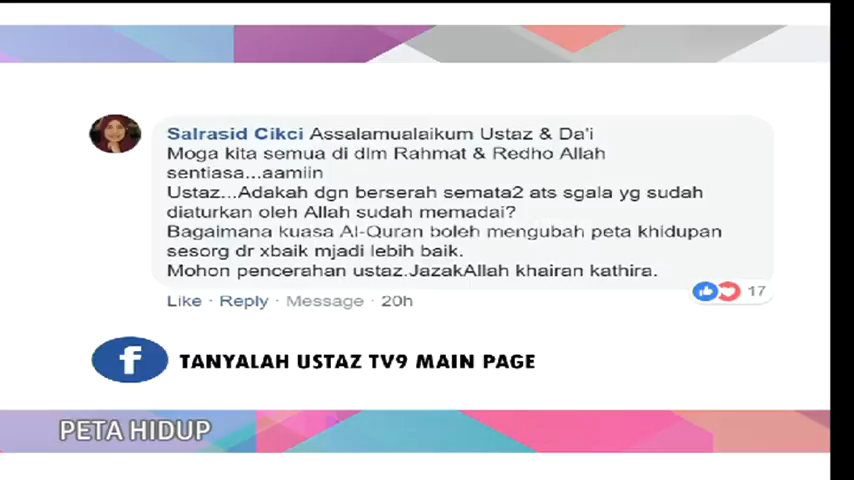 Salrasid Cikci Assalamualaikum Ustaz & Da'i
Moga kita semua di dlm Rahmat & Redho Allah
sentiasa...aamiin
Ustaz...Adakah dgn berserah semata2 ats sgala yg sudah
diaturkan oleh Allah sudah memadai?
Bagaimana kuasa Al-Quran boleh mengubah peta khidupan
sesorg dr xbaik mjadi lebih baik.
Mohon pencerahan ustaz.JazakAllah khairan kathira.
Like · Reply · Message · 20h
17
f
TANYALAH USTAZ TV9 MAIN PAGE
PETA HIDUP